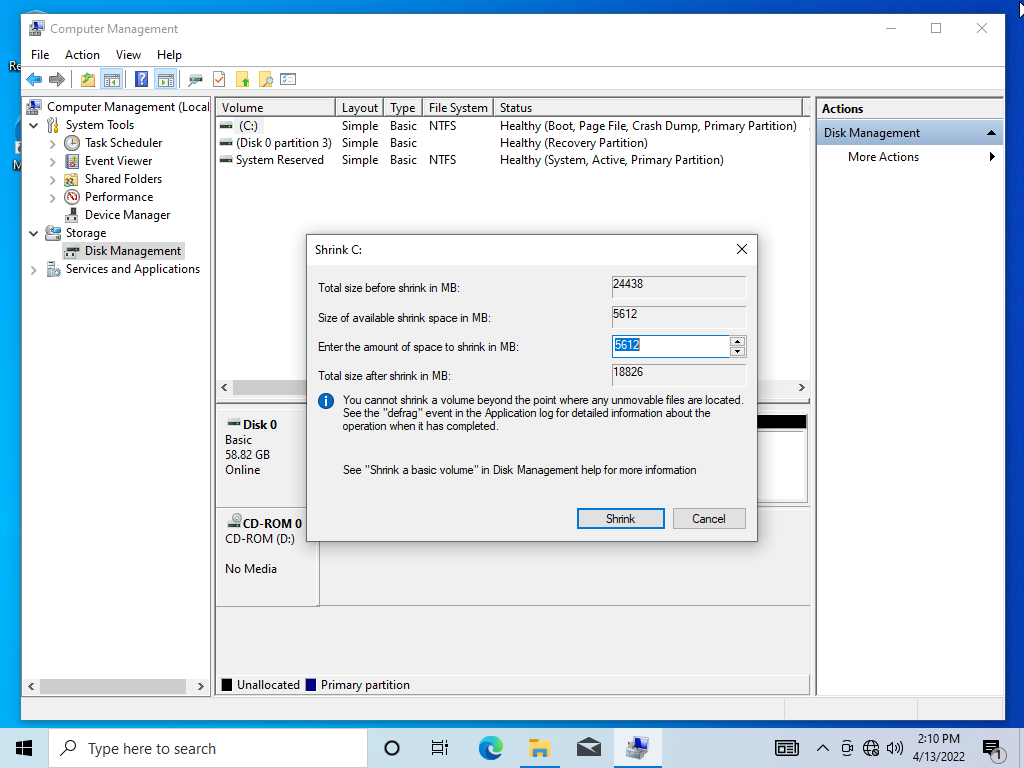 Computer Management
File Action View Help
Computer Management (Local
System Tools
Task Scheduler
Event Viewer
Shared Folders
Performance
Device Manager
Storage
Disk Management
Services and Applications
Volume Layout Type File System Status
(C:) Simple Basic NTFS Healthy (Boot, Page File, Crash Dump, Primary Partition)
(Disk 0 partition 3) Simple Basic Healthy (Recovery Partition)
System Reserved Simple Basic NTFS Healthy (System, Active, Primary Partition)
Actions
Disk Management
More Actions
Shrink C:
Total size before shrink in MB: 24438
Size of available shrink space in MB: 5612
Enter the amount of space to shrink in MB: 5612
Total size after shrink in MB: 18826
You cannot shrink a volume beyond the point where any unmovable files are located.
See the "defrag" event in the Application log for detailed information about the
operation when it has completed.
See "Shrink a basic volume" in Disk Management help for more information
Shrink Cancel
Disk 0
Basic
58.82 GB
Online
CD-ROM 0
CD-ROM (D:)
No Media
Unallocated Primary partition
Type here to search
2:10 PM
4/13/2022
1